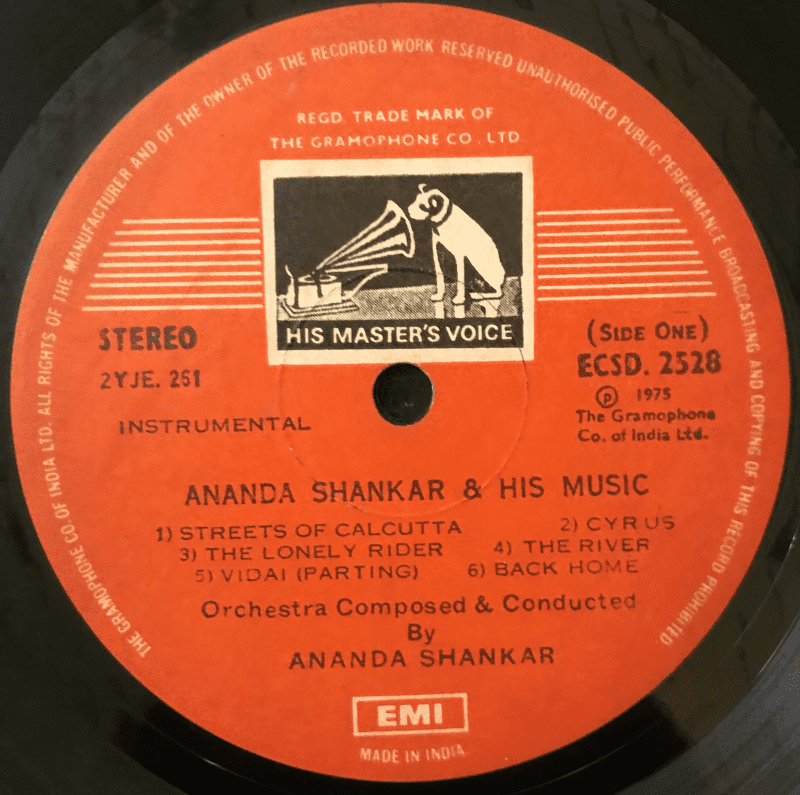 THE GRAMOPHONE CO. OF INDIA LTD. ALL RIGHTS OF THE MANUFACTURER AND OF THE OWNER OF THE RECORDED WORK RESERVED UNAUTHORISED PUBLIC PERFORMANCE BROADCASTING AND COPYING OF THIS RECORD PROHIBITED
REGD. TRADE MARK OF
THE GRAMOPHONE CO. LTD.
HIS MASTER'S VOICE
STEREO
2YJE. 261
INSTRUMENTAL
(SIDE ONE)
ECSD. 2528
℗ 1975
The Gramophone
Co. of India Ltd.
ANANDA SHANKAR & HIS MUSIC
1) STREETS OF CALCUTTA 2) CYRUS
3) THE LONELY RIDER 4) THE RIVER
5) VIDAI (PARTING) 6) BACK HOME
Orchestra Composed & Conducted
By
ANANDA SHANKAR
EMI
MADE IN INDIA